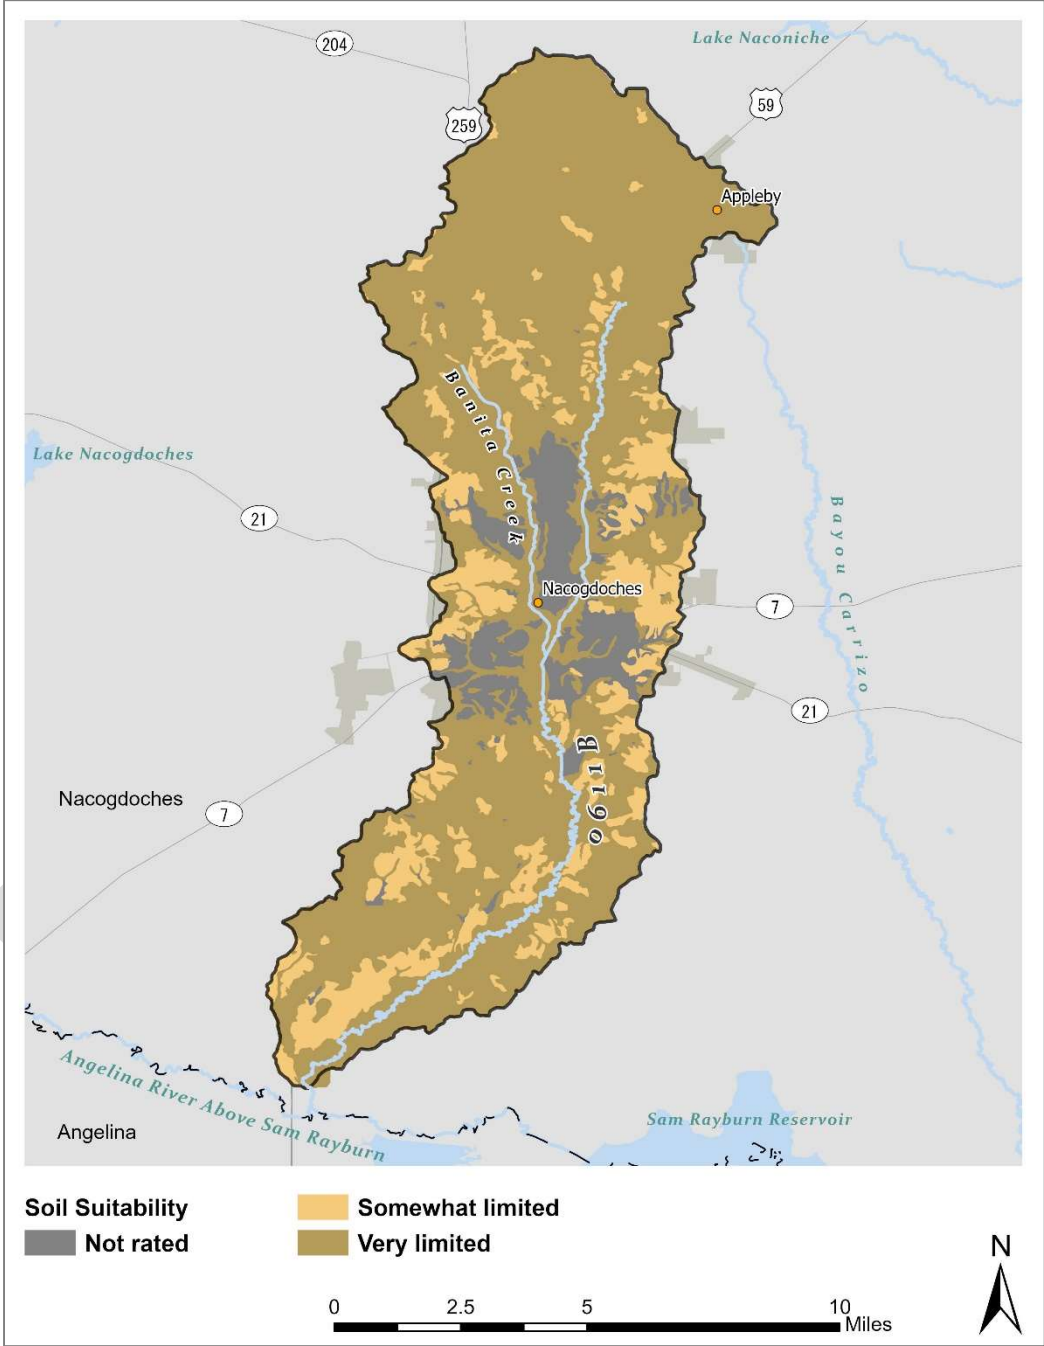 Lake Naconiche
204
59
259
Appleby
Banita Creek
Lake Nacogdoches
21
Bayou Carrizo
Nacogdoches
7
21
Nacogdoches
7
Angelina River Above Sam Rayburn
Sam Rayburn Reservoir
Angelina
Soil Suitability
Somewhat limited
Not rated
Very limited
N
0 2.5 5 10
Miles